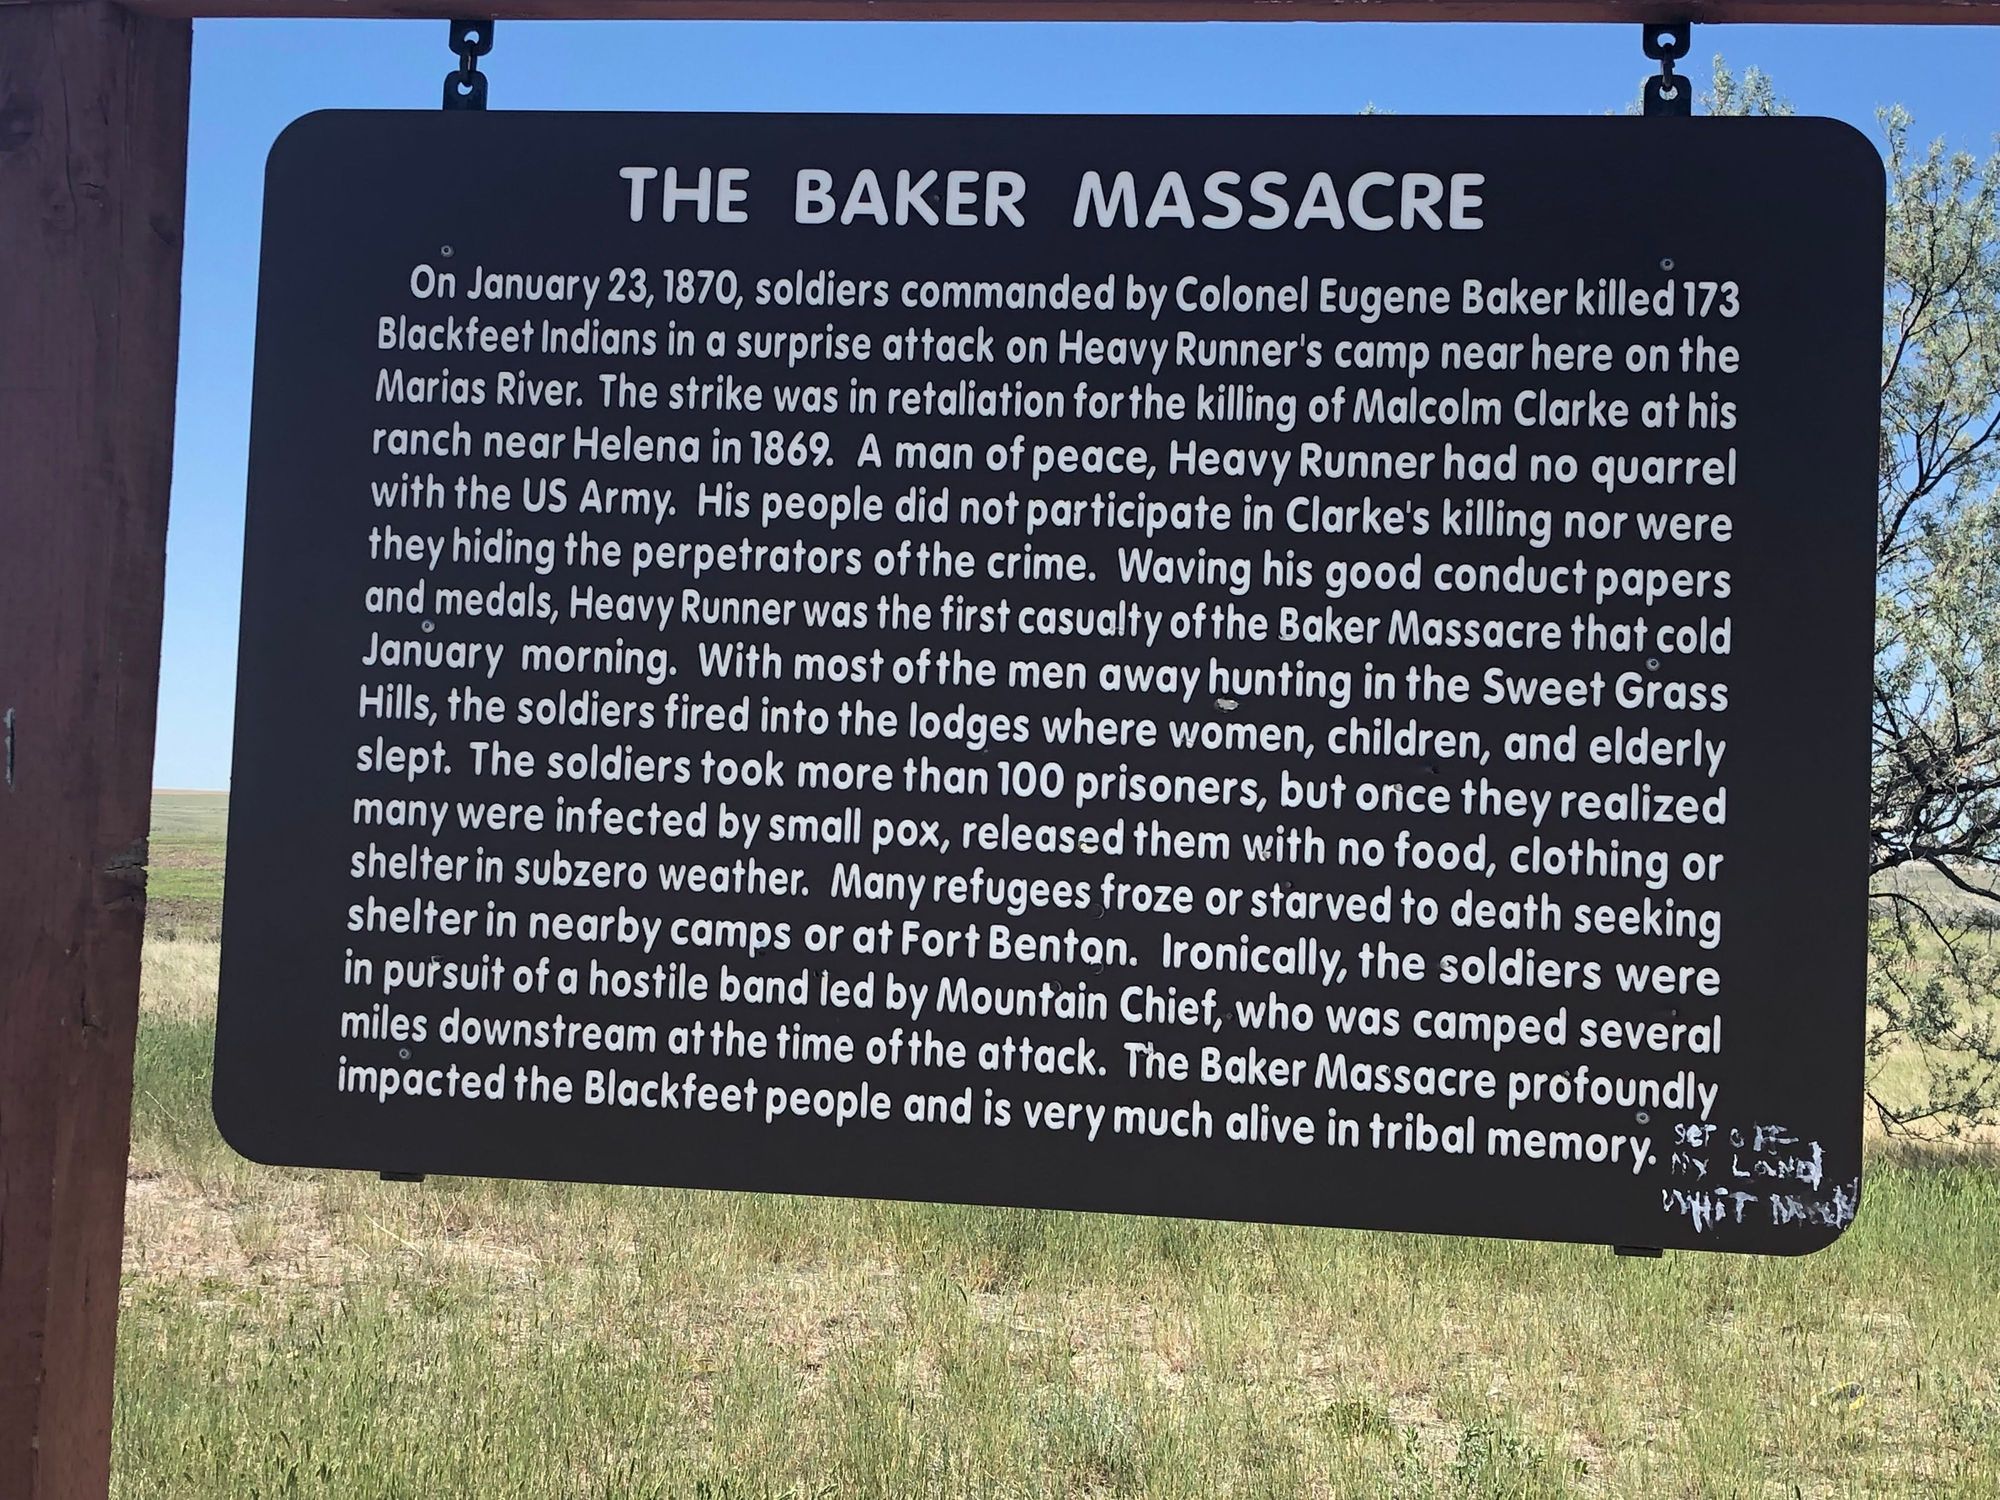 THE BAKER MASSACRE
On January 23, 1870, soldiers commanded by Colonel Eugene Baker killed 173
Blackfeet Indians in a surprise attack on Heavy Runner's camp near here on the
Marias River. The strike was in retaliation for the killing of Malcolm Clarke at his
ranch near Helena in 1869. A man of peace, Heavy Runner had no quarrel
with the US Army. His people did not participate in Clarke's killing nor were
they hiding the perpetrators of the crime. Waving his good conduct papers
and medals, Heavy Runner was the first casualty of the Baker Massacre that cold
January morning. With most of the men away hunting in the Sweet Grass
Hills, the soldiers fired into the lodges where women, children, and elderly
slept. The soldiers took more than 100 prisoners, but once they realized
many were infected by small pox, released them with no food, clothing or
shelter in subzero weather. Many refugees froze or starved to death seeking
shelter in nearby camps or at Fort Benton. Ironically, the soldiers were
in pursuit of a hostile band led by Mountain Chief, who was camped several
miles downstream at the time of the attack. The Baker Massacre profoundly
impacted the Blackfeet people and is very much alive in tribal memory.
MY LAND
WHIT